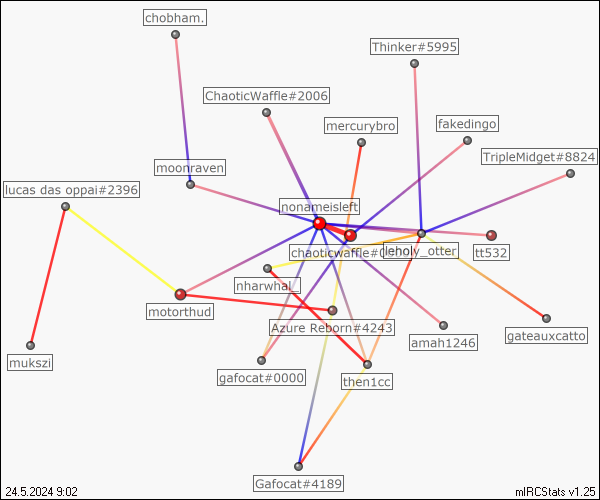 chobham.
Thinker#5995
ChaoticWaffle#2006
mercurybro
fakedingo
TripleMidget#8824
moonraven
lucas das oppai#2396
nonameisleft
chaoticwaffle#0
_otter
tt532
nharwhal_
motorthud
Azure Reborn#4243
gateauxcatto
amah1246
mukszi
gafocat#0000
then1cc
Gafocat#4189
24.5.2024 9:02
mIRCStats v1.25